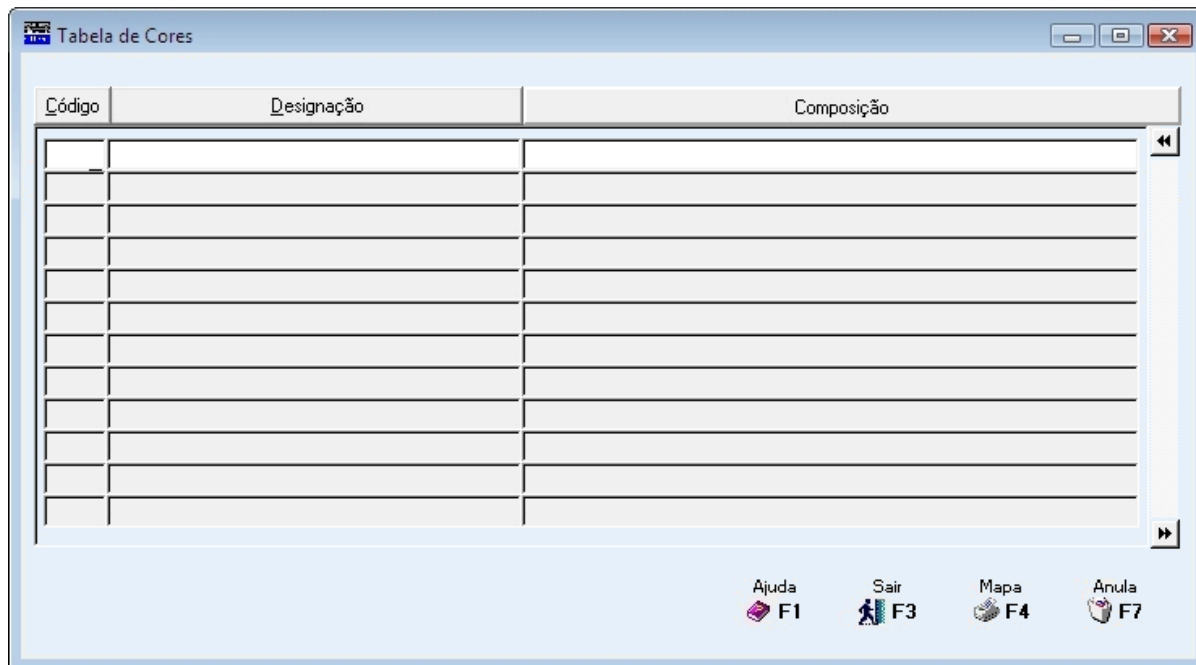 Tabela de Cores
Código Designação Composição
Ajuda Sair Mapa Anula
F1 F3 F4 F7